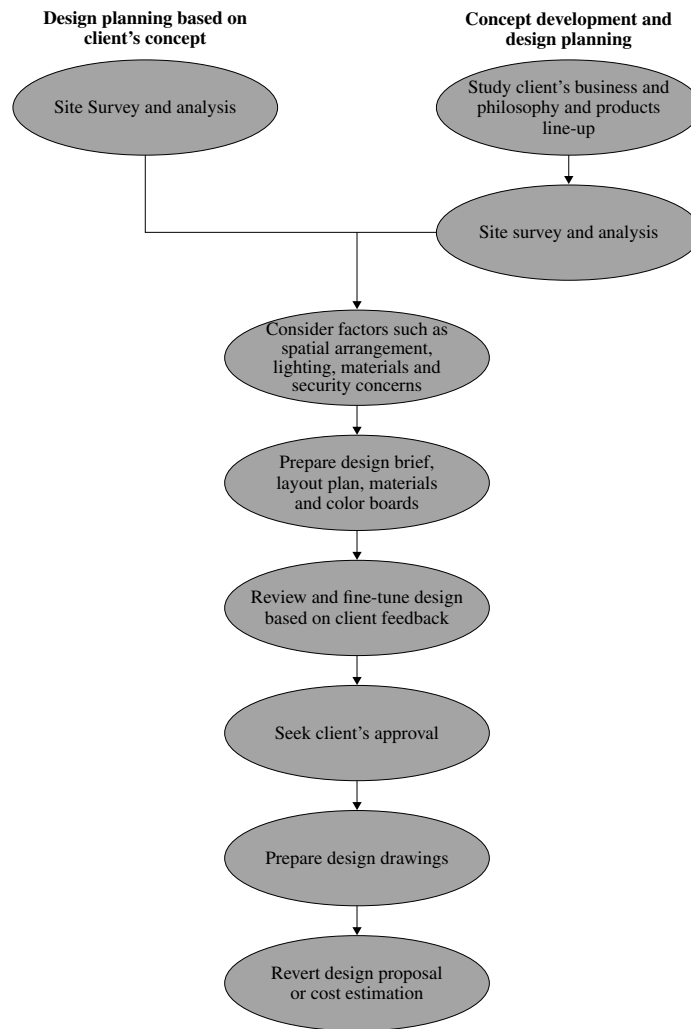 Design planning based on
client’s concept
Concept development and
design planning
Site Survey and analysis
Study client’s business and
philosophy and products
line-up
Site survey and analysis
Consider factors such as
spatial arrangement,
lighting, materials and
security concerns
Prepare design brief,
layout plan, materials
and color boards
Review and fine-tune design
based on client feedback
Seek client’s approval
Prepare design drawings
Revert design proposal
or cost estimation